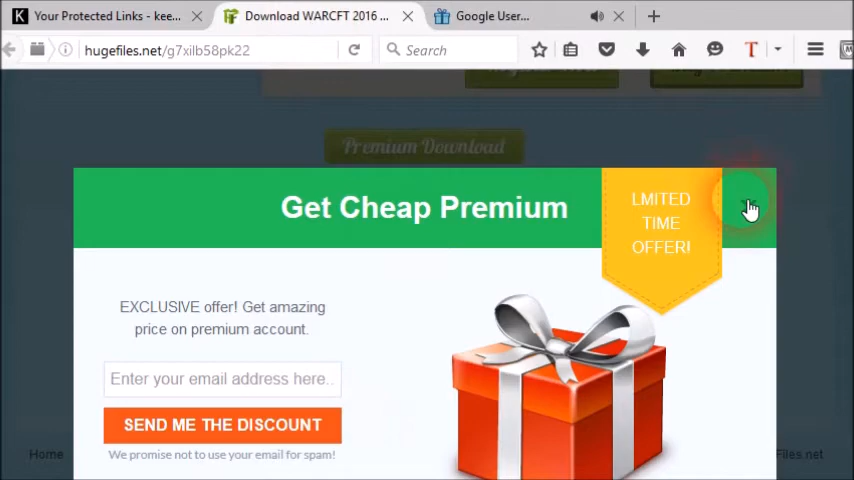 Your Protected Links - kee...
Download WARCFT 2016 ...
Google User...
hugefiles.net/g7xilb58pk22
Search
Premium Download
Get Cheap Premium
LMITED
TIME
OFFER!
EXCLUSIVE offer! Get amazing
price on premium account.
Enter your email address here..
SEND ME THE DISCOUNT
We promise not to use your email for spam!
Home
Files.net